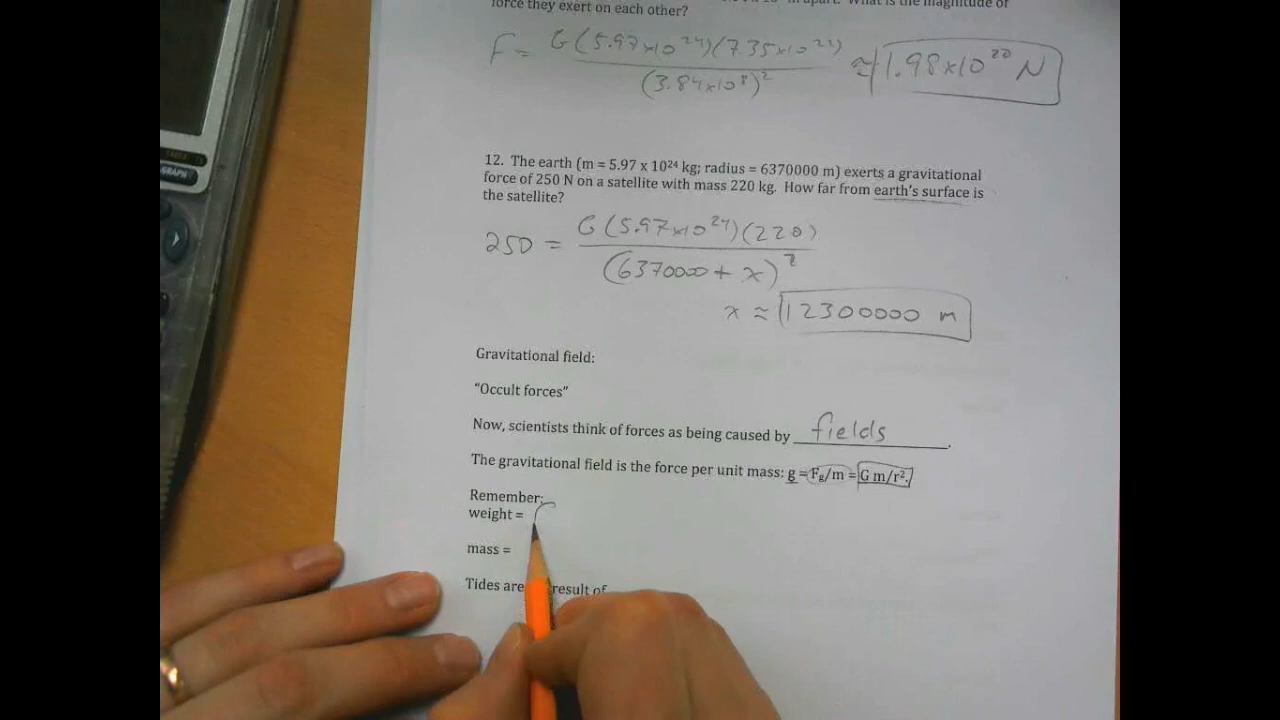 force they exert on each other?
F = G(5.97×10²⁴)(7.35×10²²) / (3.84×10⁸)² ≈ 1.98×10²⁰ N
12. The earth (m = 5.97 x 10²⁴ kg; radius = 6370000 m) exerts a gravitational
force of 250 N on a satellite with mass 220 kg. How far from earth's surface is
the satellite?
250 = G(5.97×10²⁴)(220) / (6370000 + x)²
x ≈ 12300000 m
Gravitational field:
"Occult forces"
Now, scientists think of forces as being caused by fields.
The gravitational field is the force per unit mass: g = Fg/m = G m/r².
Remember:
weight =
mass =
Tides are result of
GRAPH